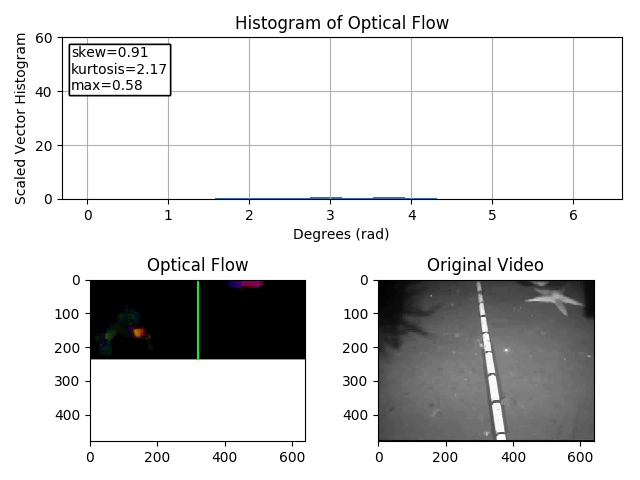 Histogram of Optical Flow
Scaled Vector Histogram
60
40
20
0
skew=0.91
kurtosis=2.17
max=0.58
0 1 2 3 4 5 6
Degrees (rad)
Optical Flow
0
100
200
300
400
0 200 400 600
Original Video
0
100
200
300
400
0 200 400 600